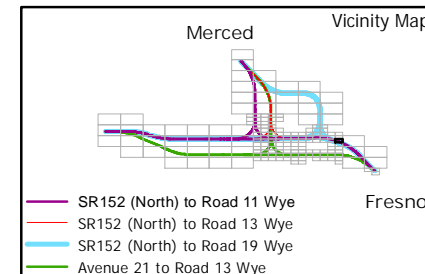 Vicinity Map
Merced
Fresno
SR152 (North) to Road 11 Wye
SR152 (North) to Road 13 Wye
SR152 (North) to Road 19 Wye
Avenue 21 to Road 13 Wye